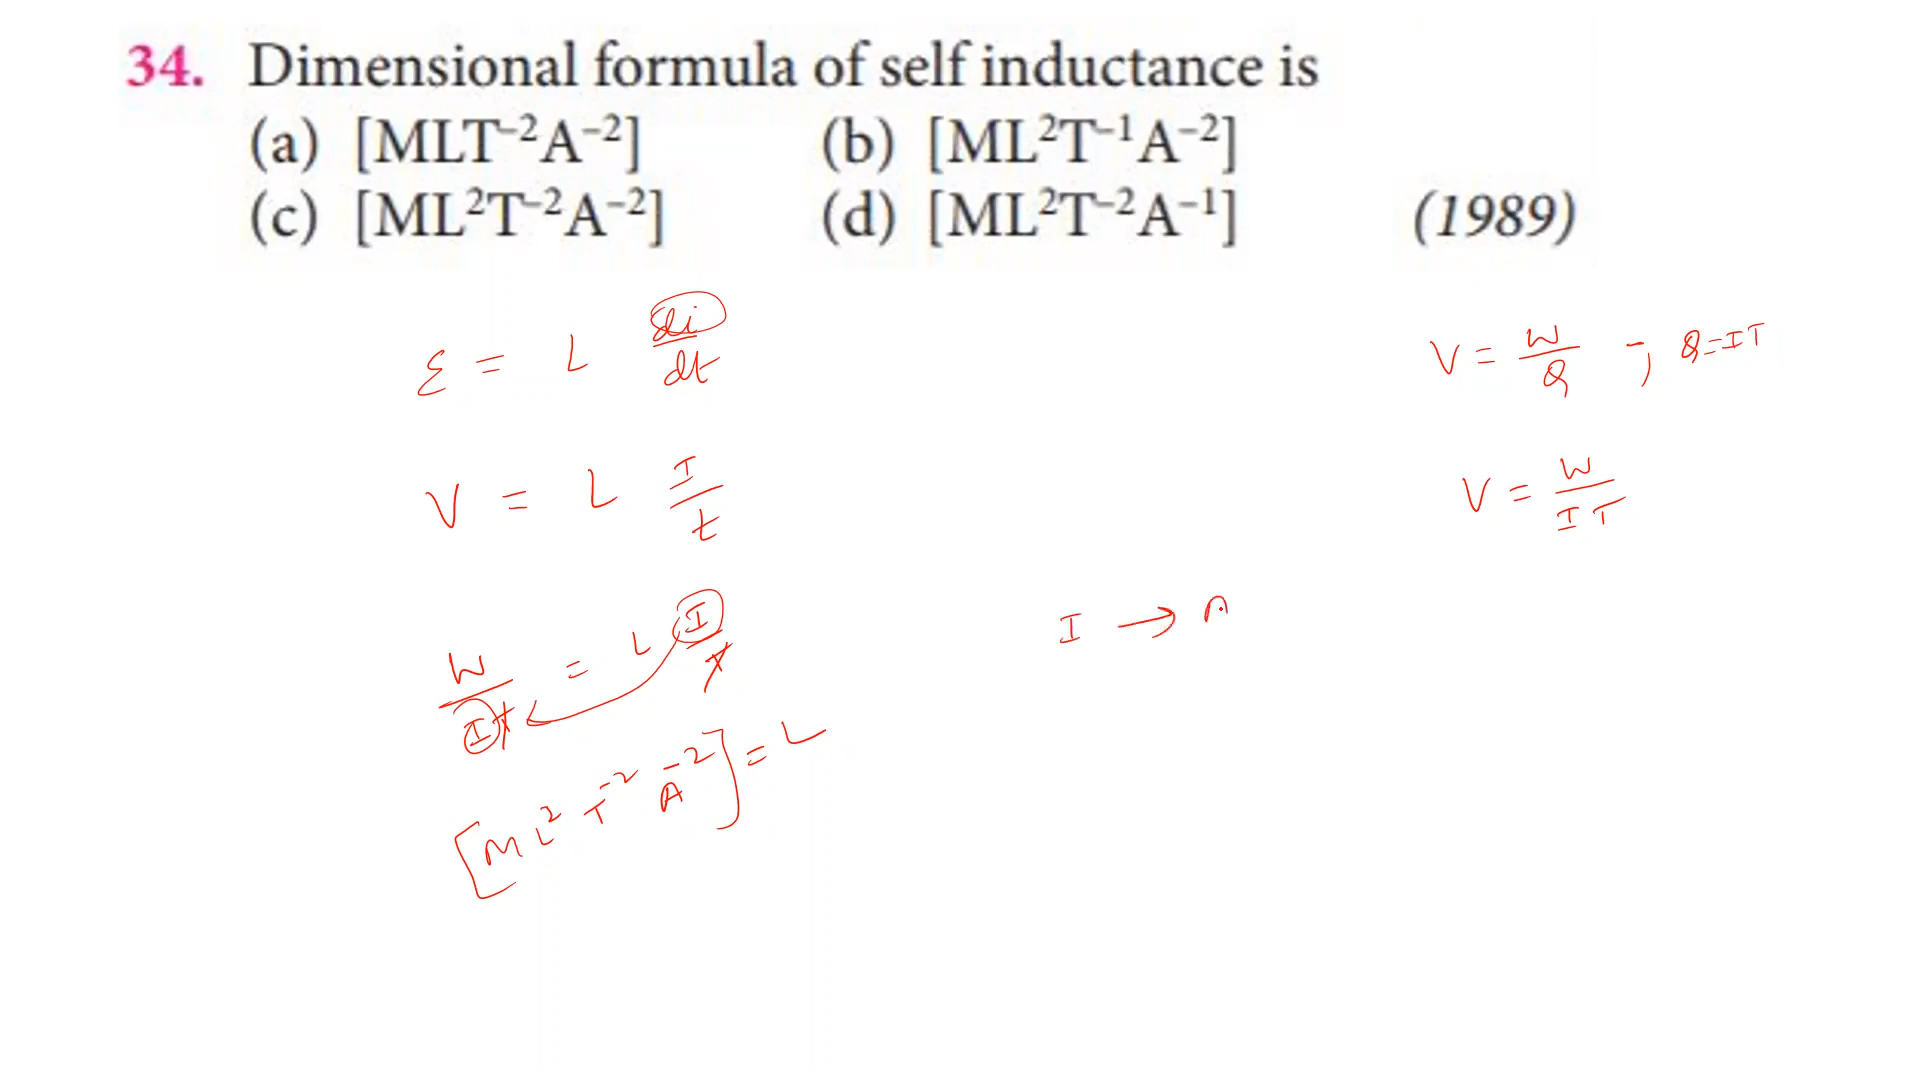 34. Dimensional formula of self inductance is
(a) [MLT⁻²A⁻²] (b) [ML²T⁻¹A⁻²]
(c) [ML²T⁻²A⁻²] (d) [ML²T⁻²A⁻¹] (1989)
ε = L di/dt
V = W/Q ; Q=IT
V = L I/t
V = W/IT
W/IT = L I/T
I → A
[ML²T⁻²A⁻²] = L